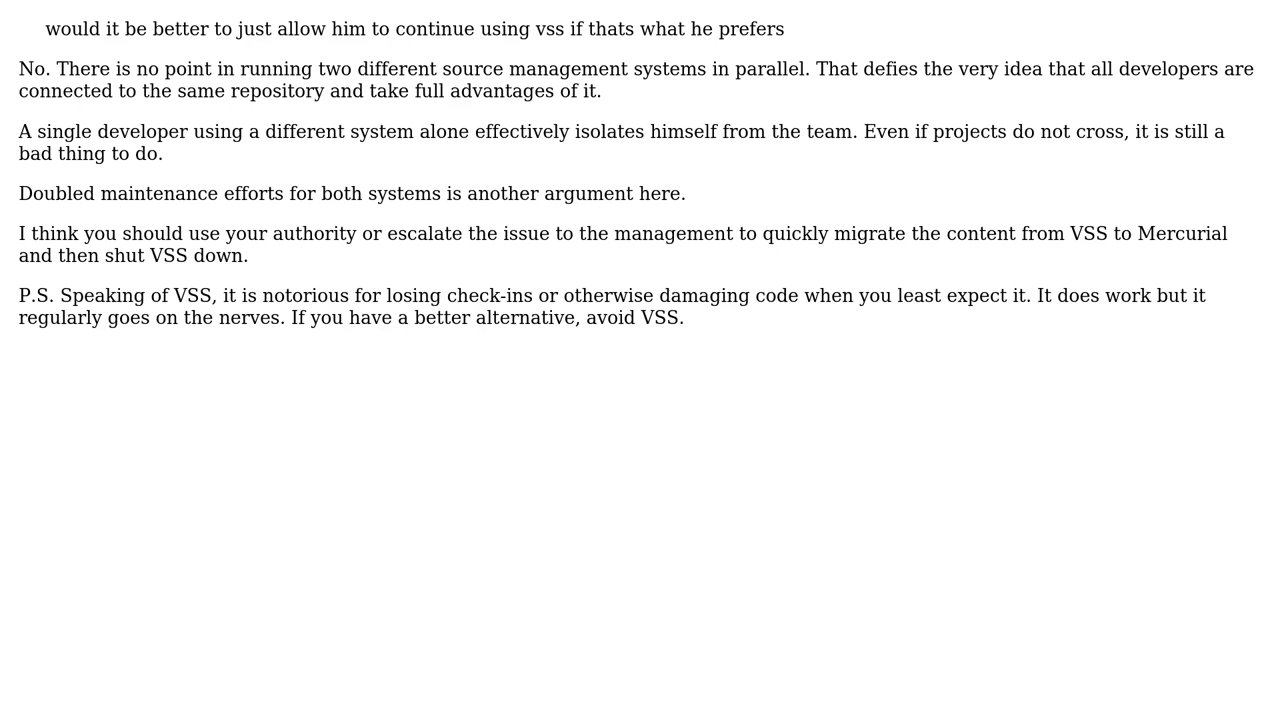 would it be better to just allow him to continue using vss if thats what he prefers
No. There is no point in running two different source management systems in parallel. That defies the very idea that all developers are
connected to the same repository and take full advantages of it.
A single developer using a different system alone effectively isolates himself from the team. Even if projects do not cross, it is still a
bad thing to do.
Doubled maintenance efforts for both systems is another argument here.
I think you should use your authority or escalate the issue to the management to quickly migrate the content from VSS to Mercurial
and then shut VSS down.
P.S. Speaking of VSS, it is notorious for losing check-ins or otherwise damaging code when you least expect it. It does work but it
regularly goes on the nerves. If you have a better alternative, avoid VSS.